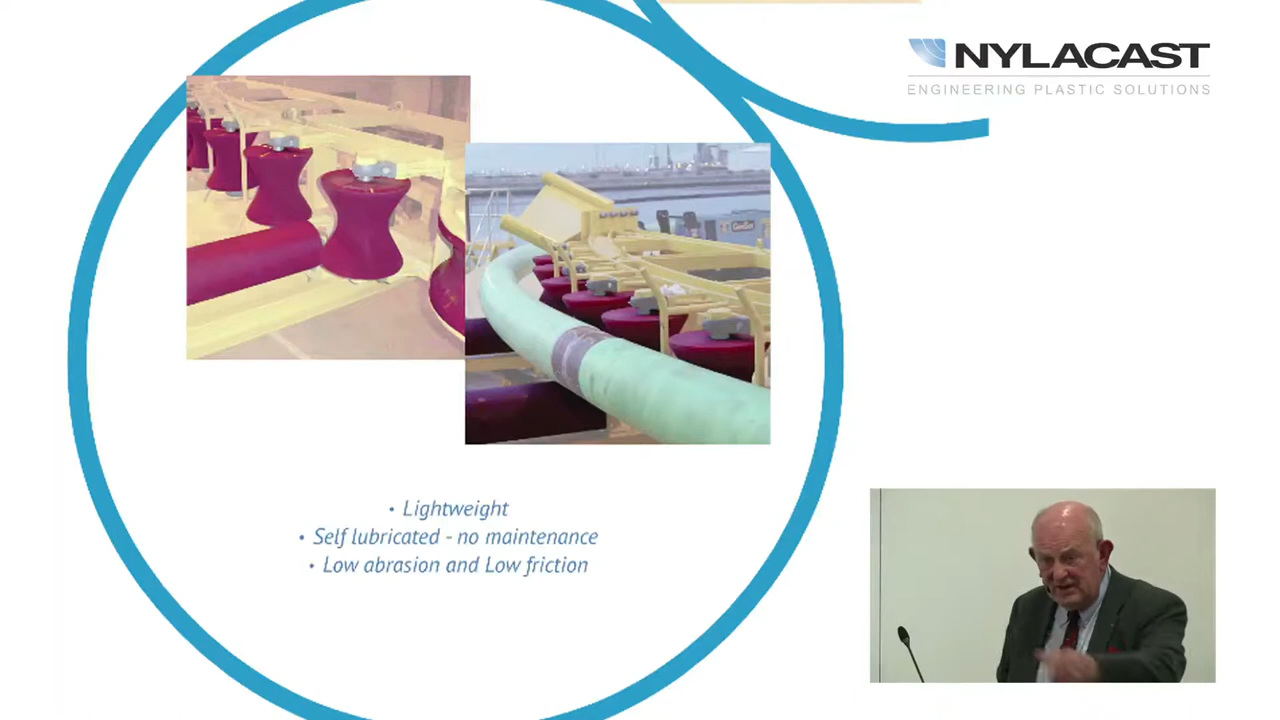 NYLACAST
ENGINEERING PLASTIC SOLUTIONS
• Lightweight
• Self lubricated - no maintenance
• Low abrasion and Low friction